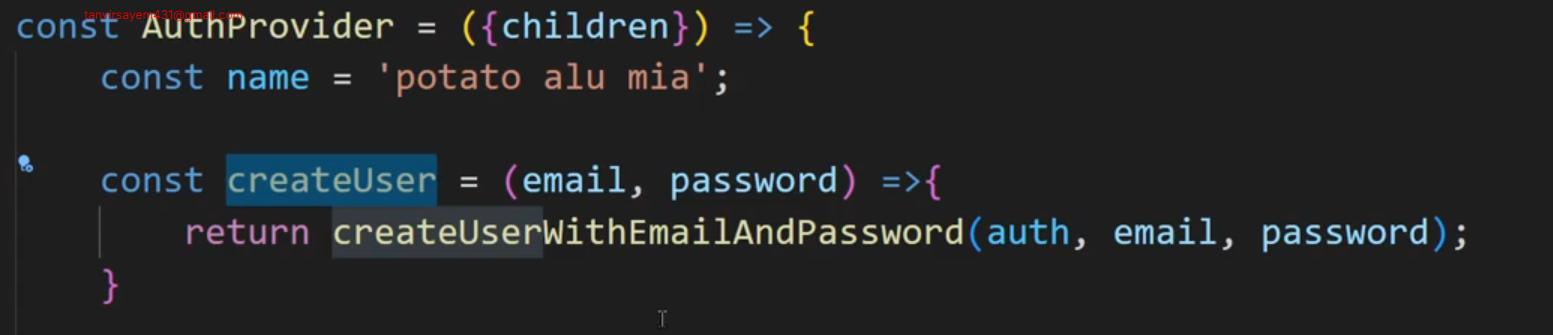 tanvirsayem431@gmail.com
const AuthProvider = ({children}) => {
const name = 'potato alu mia';
const createUser = (email, password) =>{
return createUserWithEmailAndPassword(auth, email, password);
}